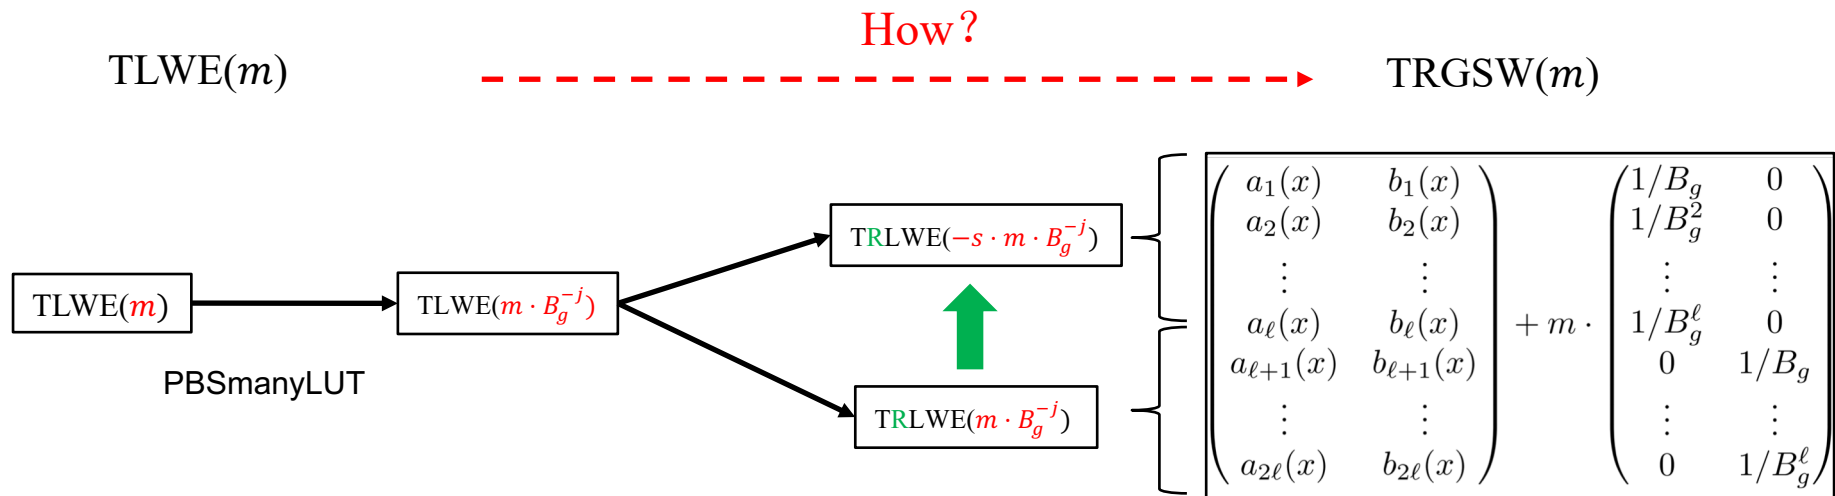 How?
TLWE(m)
TRGSW(m)
TLWE(m)
PBSmanyLUT
TLWE(m · B_g^{-j})
TRLWE(−s · m · B_g^{-j})
TRLWE(m · B_g^{-j})
a_1(x) b_1(x)
a_2(x) b_2(x)
⋮ ⋮
a_ℓ(x) b_ℓ(x)
a_{ℓ+1}(x) b_{ℓ+1}(x)
⋮ ⋮
a_{2ℓ}(x) b_{2ℓ}(x)
+ m ·
1/B_g 0
1/B_g^2 0
⋮ ⋮
1/B_g^ℓ 0
0 1/B_g
⋮ ⋮
0 1/B_g^ℓ